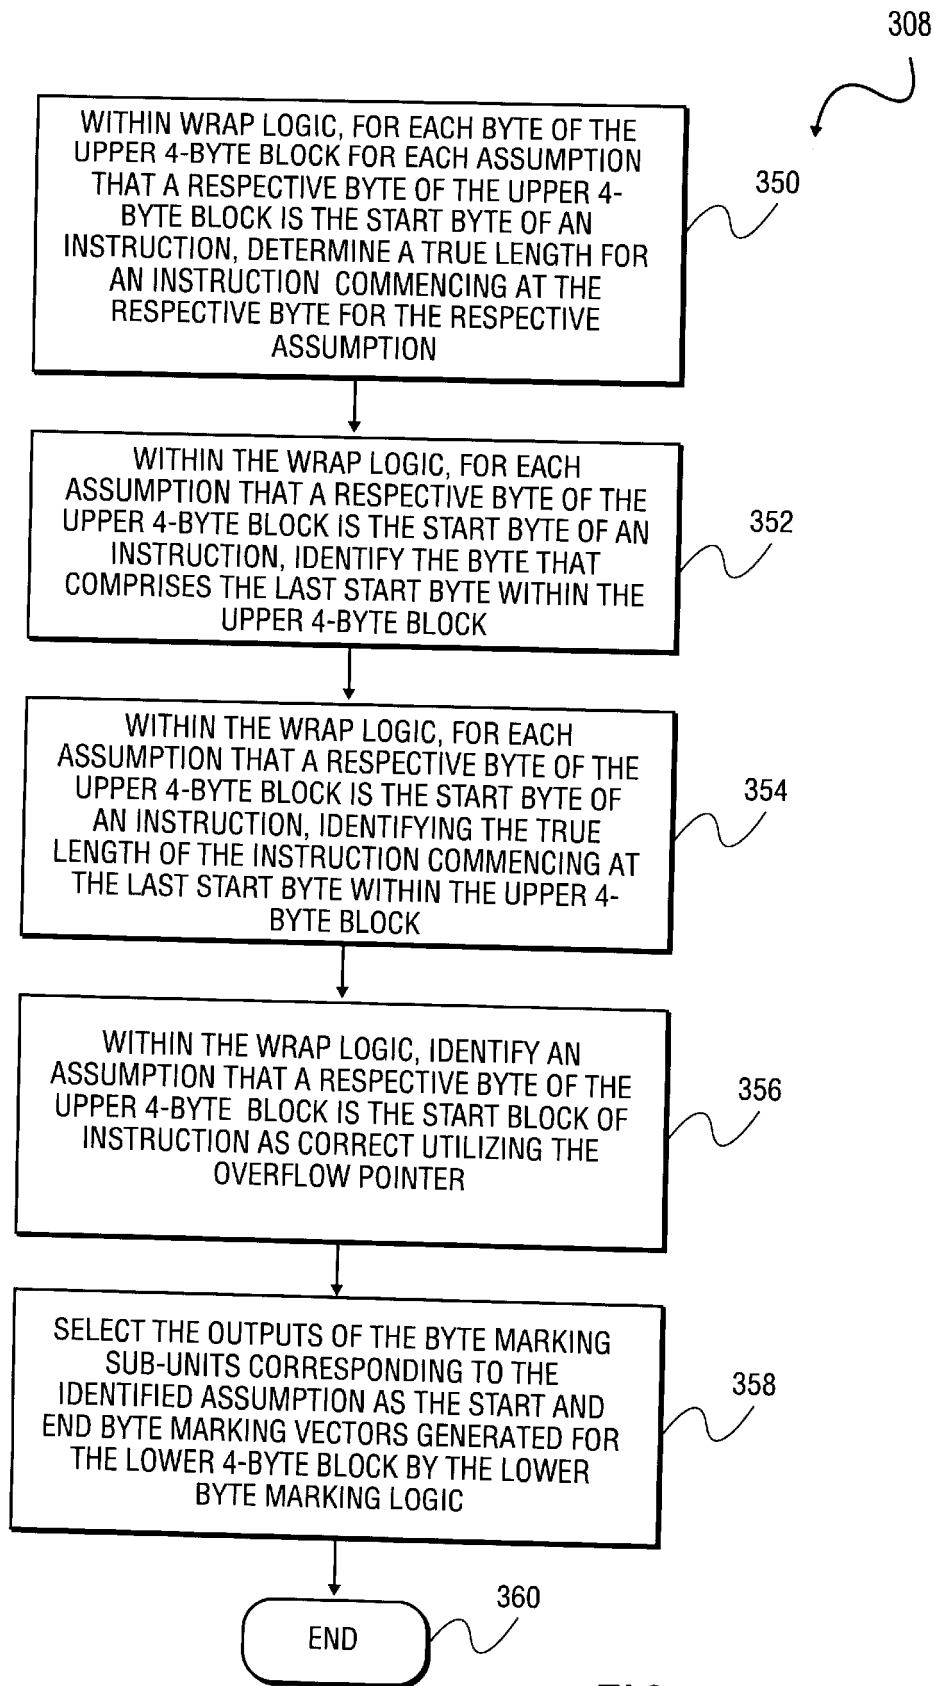 308
WITHIN WRAP LOGIC, FOR EACH BYTE OF THE
UPPER 4-BYTE BLOCK FOR EACH ASSUMPTION
THAT A RESPECTIVE BYTE OF THE UPPER 4-
BYTE BLOCK IS THE START BYTE OF AN
INSTRUCTION, DETERMINE A TRUE LENGTH FOR
AN INSTRUCTION COMMENCING AT THE
RESPECTIVE BYTE FOR THE RESPECTIVE
ASSUMPTION
350
WITHIN THE WRAP LOGIC, FOR EACH
ASSUMPTION THAT A RESPECTIVE BYTE OF THE
UPPER 4-BYTE BLOCK IS THE START BYTE OF AN
INSTRUCTION, IDENTIFY THE BYTE THAT
COMPRISES THE LAST START BYTE WITHIN THE
UPPER 4-BYTE BLOCK
352
WITHIN THE WRAP LOGIC, FOR EACH
ASSUMPTION THAT A RESPECTIVE BYTE OF THE
UPPER 4-BYTE BLOCK IS THE START BYTE OF
AN INSTRUCTION, IDENTIFYING THE TRUE
LENGTH OF THE INSTRUCTION COMMENCING AT
THE LAST START BYTE WITHIN THE UPPER 4-
BYTE BLOCK
354
WITHIN THE WRAP LOGIC, IDENTIFY AN
ASSUMPTION THAT A RESPECTIVE BYTE OF THE
UPPER 4-BYTE BLOCK IS THE START BLOCK OF
INSTRUCTION AS CORRECT UTILIZING THE
OVERFLOW POINTER
356
SELECT THE OUTPUTS OF THE BYTE MARKING
SUB-UNITS CORRESPONDING TO THE
IDENTIFIED ASSUMPTION AS THE START AND
END BYTE MARKING VECTORS GENERATED FOR
THE LOWER 4-BYTE BLOCK BY THE LOWER
BYTE MARKING LOGIC
358
END
360